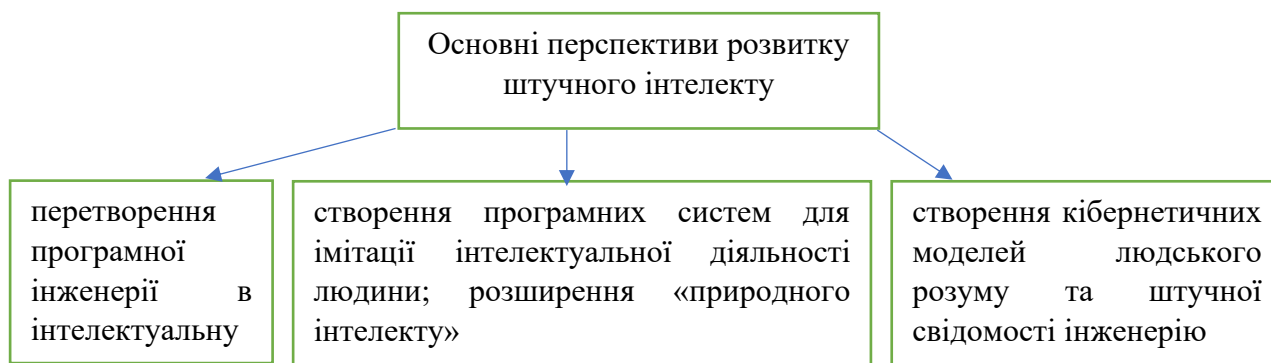 Основні перспективи розвитку
штучного інтелекту
перетворення
програмної
інженерії в
інтелектуальну
створення програмних систем для
імітації інтелектуальної діяльності
людини; розширення «природного
інтелекту»
створення кібернетичних
моделей людського
розуму та штучної
свідомості інженерію